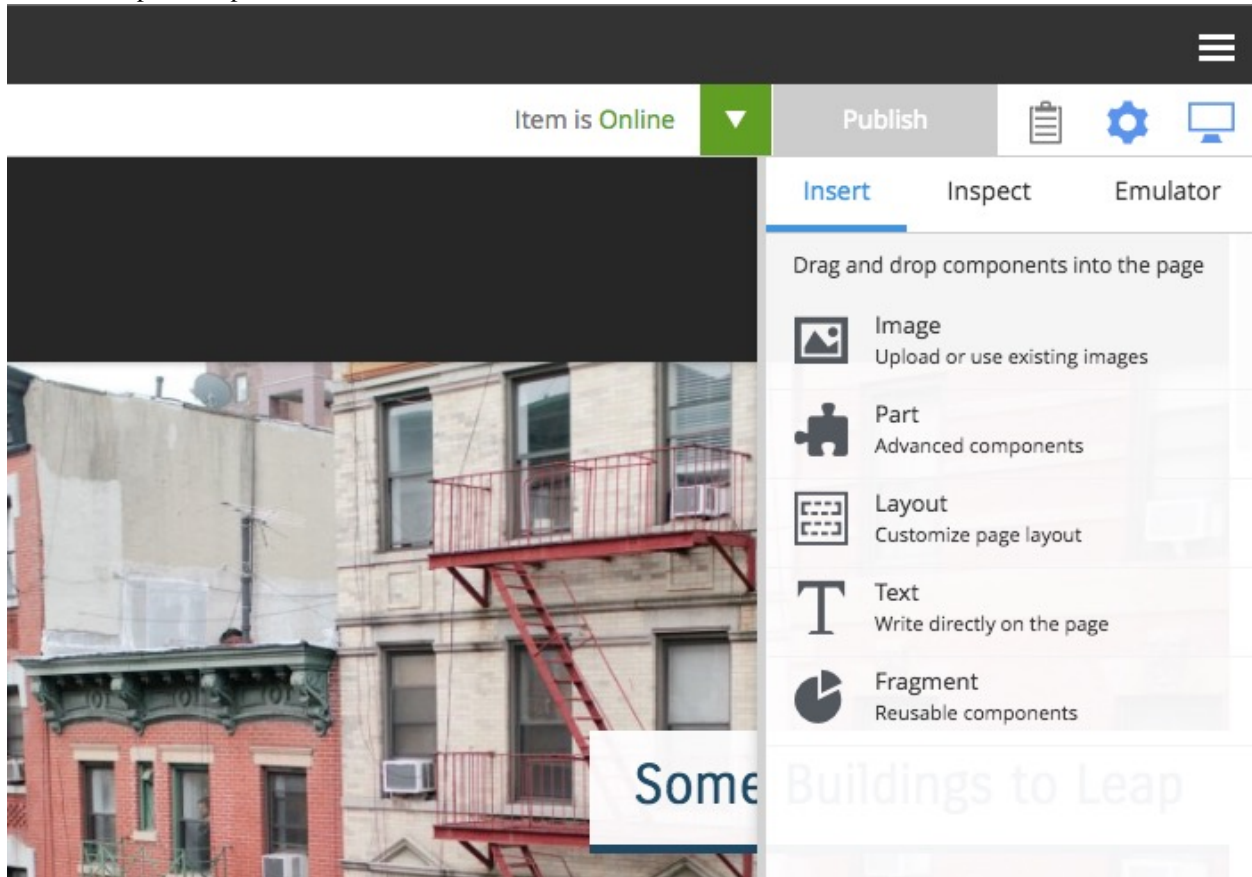 Item is Online
Publish
Insert Inspect Emulator
Drag and drop components into the page
Image
Upload or use existing images
Part
Advanced components
Layout
Customize page layout
Text
Write directly on the page
Fragment
Reusable components
Some Buildings to Leap